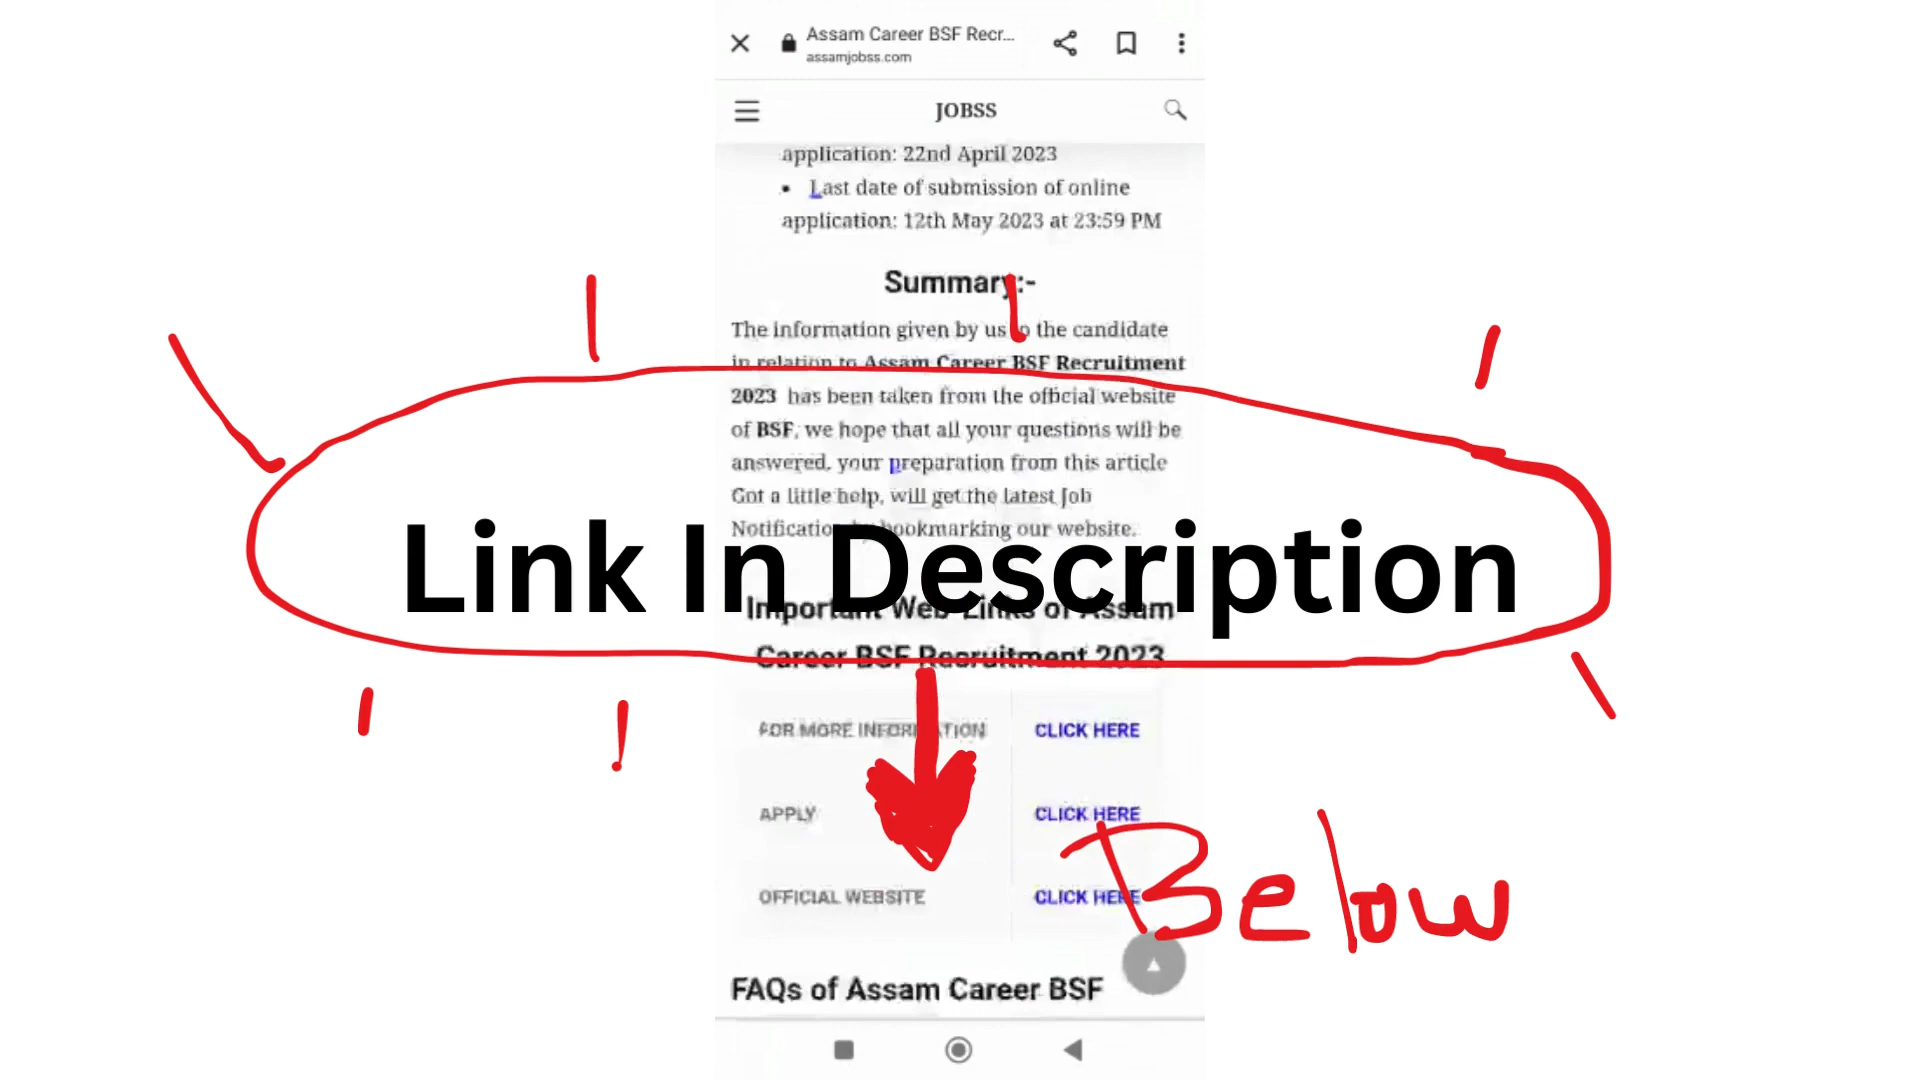 Assam Career BSF Recr...
assamjobss.com
JOBSS
application: 22nd April 2023
• Last date of submission of online
application: 12th May 2023 at 23:59 PM
Summary:-
The information given by us to the candidate
in relation to Assam Career BSF Recruitment
2023 has been taken from the official website
of BSF, we hope that all your questions will be
answered, your preparation from this article
Got a little help, will get the latest Job
Notification by bookmarking our website.
Link In Description
Important Web-Links of Assam
Career BSF Recruitment 2023
FOR MORE INFORMATION CLICK HERE
APPLY CLICK HERE
OFFICIAL WEBSITE CLICK HERE
Below
FAQs of Assam Career BSF